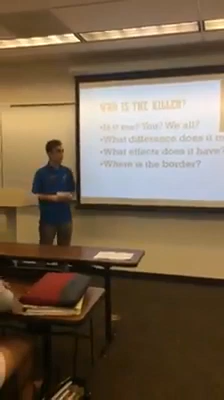 WHO IS THE KILLER?
•Is it me? You? We all?
•What difference does it m
•What effects does it have?
•Where is the border?